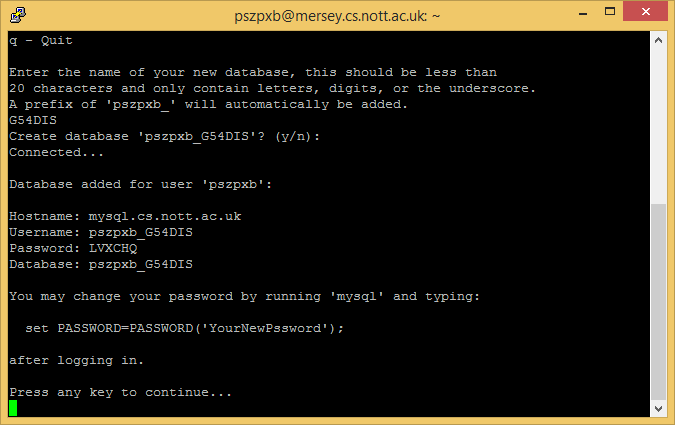 pszpxb@mersey.cs.nott.ac.uk: ~
q - Quit
Enter the name of your new database, this should be less than
20 characters and only contain letters, digits, or the underscore.
A prefix of 'pszpxb_' will automatically be added.
G54DIS
Create database 'pszpxb_G54DIS'? (y/n):
Connected...
Database added for user 'pszpxb':
Hostname: mysql.cs.nott.ac.uk
Username: pszpxb_G54DIS
Password: LVXCHQ
Database: pszpxb_G54DIS
You may change your password by running 'mysql' and typing:
set PASSWORD=PASSWORD('YourNewPssword');
after logging in.
Press any key to continue...